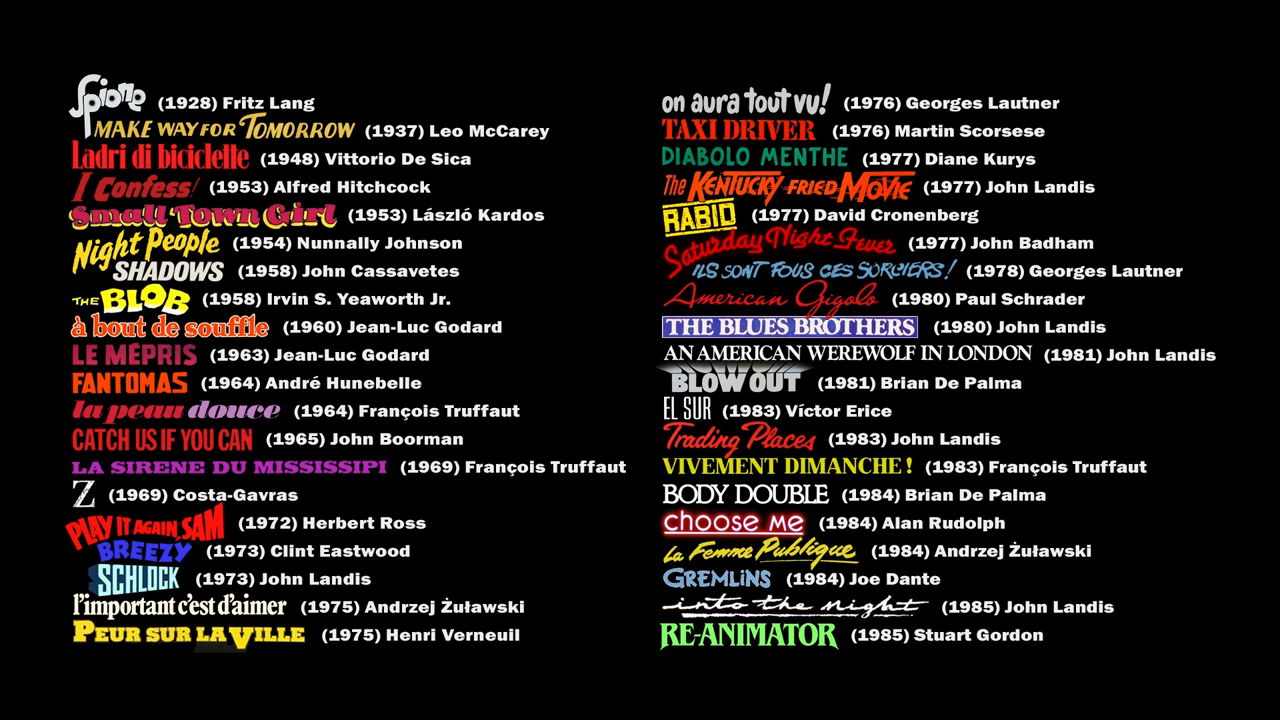 Spione (1928) Fritz Lang
MAKE WAY FOR TOMORROW (1937) Leo McCarey
Ladri di biciclette (1948) Vittorio De Sica
I Confess! (1953) Alfred Hitchcock
Small Town Girl (1953) László Kardos
Night People (1954) Nunnally Johnson
SHADOWS (1958) John Cassavetes
THE BLOB (1958) Irvin S. Yeaworth Jr.
à bout de souffle (1960) Jean-Luc Godard
LE MÉPRIS (1963) Jean-Luc Godard
FANTOMAS (1964) André Hunebelle
la peau douce (1964) François Truffaut
CATCH US IF YOU CAN (1965) John Boorman
LA SIRENE DU MISSISSIPI (1969) François Truffaut
Z (1969) Costa-Gavras
PLAY IT AGAIN, SAM (1972) Herbert Ross
BREEZY (1973) Clint Eastwood
SCHLOCK (1973) John Landis
l'important c'est d'aimer (1975) Andrzej Żuławski
PEUR SUR LA VILLE (1975) Henri Verneuil
on aura tout vu! (1976) Georges Lautner
TAXI DRIVER (1976) Martin Scorsese
DIABOLO MENTHE (1977) Diane Kurys
The KENTUCKY FRIED MOVIE (1977) John Landis
RABID (1977) David Cronenberg
Saturday Night Fever (1977) John Badham
ILS SONT FOUS CES SORCIERS! (1978) Georges Lautner
American Gigolo (1980) Paul Schrader
THE BLUES BROTHERS (1980) John Landis
AN AMERICAN WEREWOLF IN LONDON (1981) John Landis
BLOW OUT (1981) Brian De Palma
EL SUR (1983) Víctor Erice
Trading Places (1983) John Landis
VIVEMENT DIMANCHE! (1983) François Truffaut
BODY DOUBLE (1984) Brian De Palma
choose me (1984) Alan Rudolph
La Femme Publique (1984) Andrzej Żuławski
GREMLiNS (1984) Joe Dante
into the night (1985) John Landis
RE-ANIMATOR (1985) Stuart Gordon